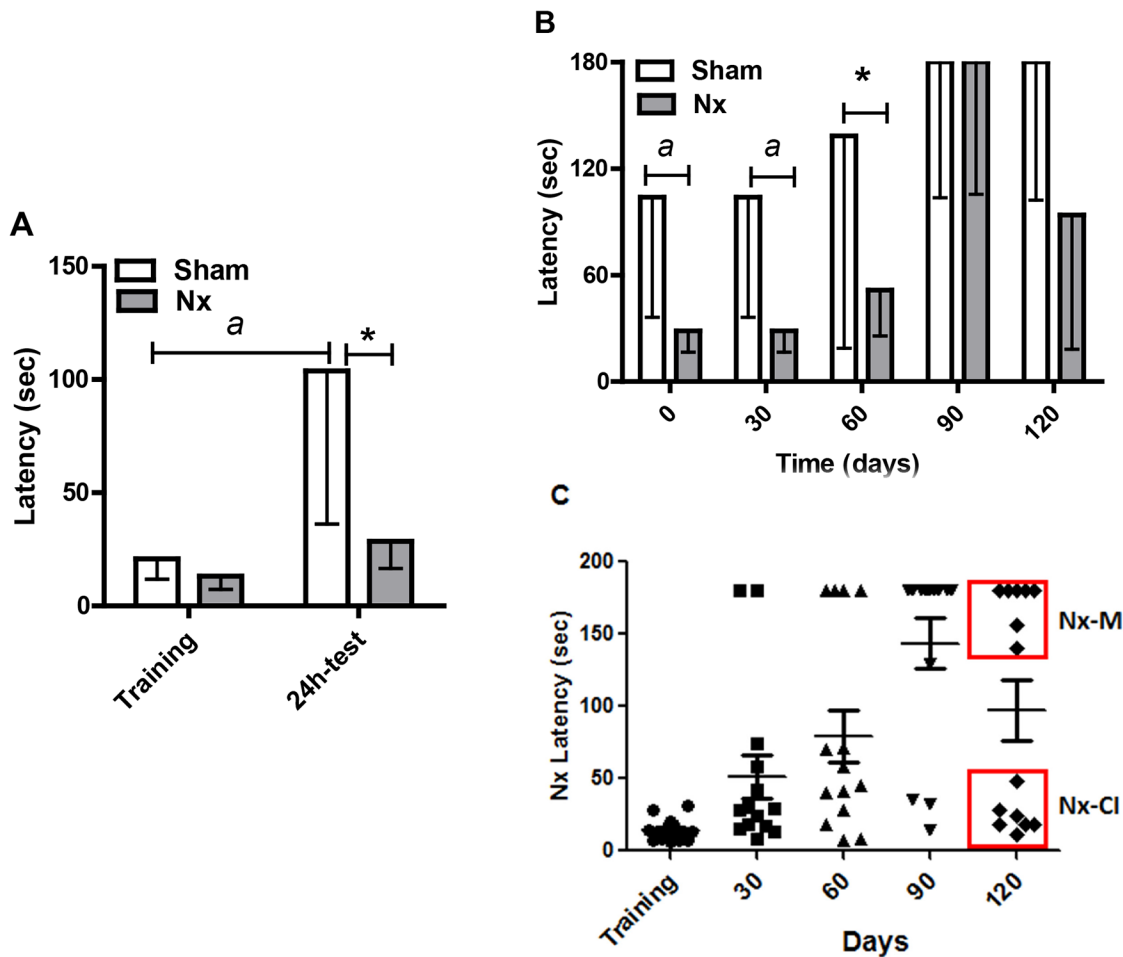 A
150
100
50
0
Latency (sec)
Sham
Nx
a
*
Training
24h-test
B
180
120
60
0
Latency (sec)
Sham
Nx
a
a
*
0
30
60
90
120
Time (days)
C
200
150
100
50
0
Nx Latency (sec)
Nx-M
Nx-CI
Training
30
60
90
120
Days